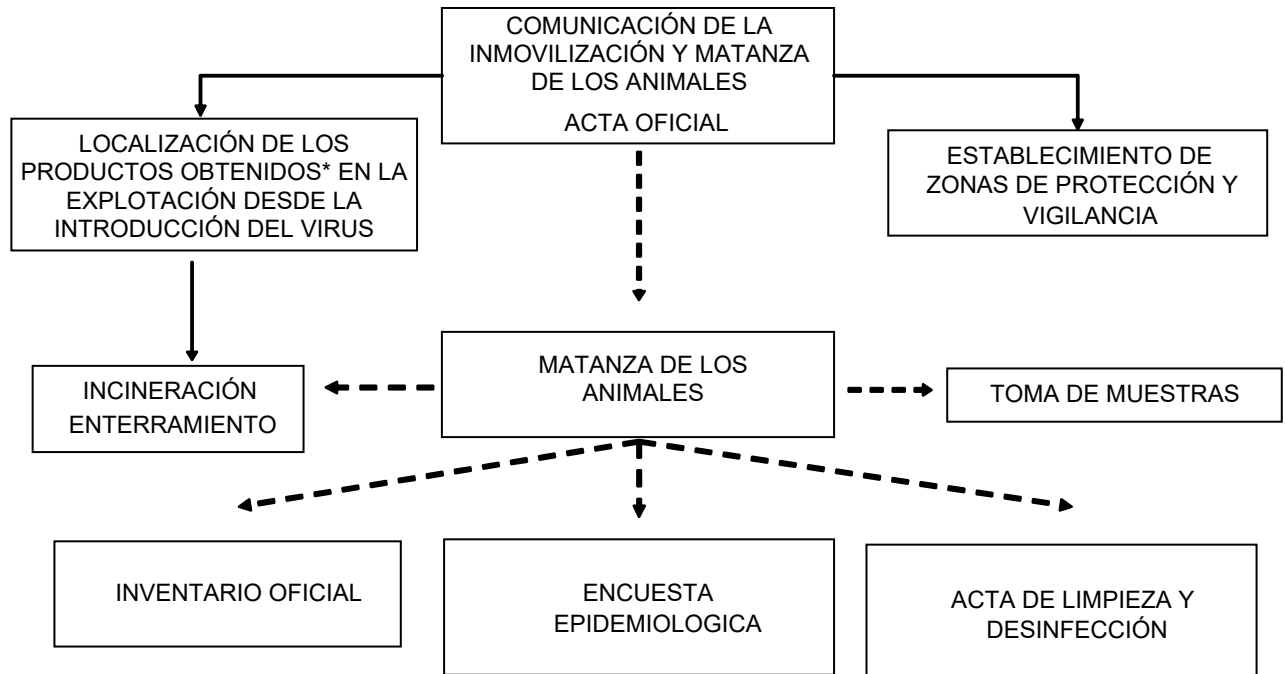 COMUNICACIÓN DE LA
INMOVILIZACIÓN Y MATANZA
DE LOS ANIMALES
ACTA OFICIAL
LOCALIZACIÓN DE LOS
PRODUCTOS OBTENIDOS* EN LA
EXPLOTACIÓN DESDE LA
INTRODUCCIÓN DEL VIRUS
ESTABLECIMIENTO DE
ZONAS DE PROTECCIÓN Y
VIGILANCIA
INCINERACIÓN
ENTERRAMIENTO
MATANZA DE LOS
ANIMALES
TOMA DE MUESTRAS
INVENTARIO OFICIAL
ENCUESTA
EPIDEMIOLOGICA
ACTA DE LIMPIEZA Y
DESINFECCIÓN